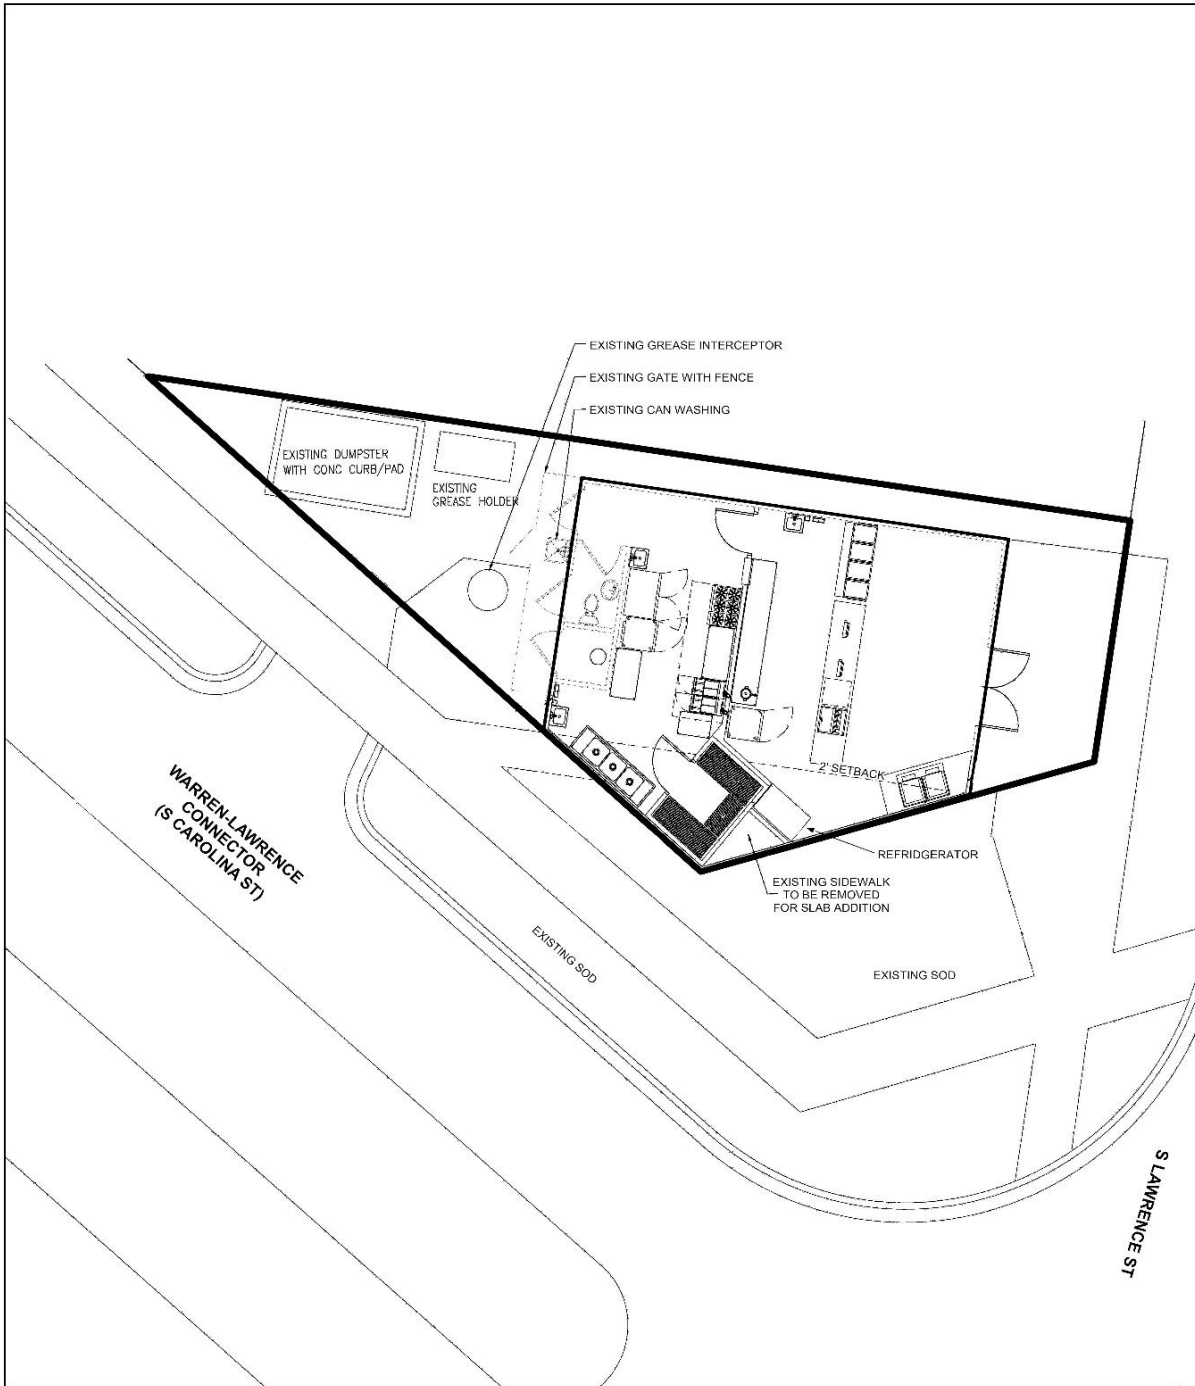 EXISTING GREASE INTERCEPTOR
EXISTING GATE WITH FENCE
EXISTING CAN WASHING
EXISTING DUMPSTER
WITH CONC CURB/PAD
EXISTING
GREASE HOLDER
2' SETBACK
REFRIDGERATOR
EXISTING SIDEWALK
TO BE REMOVED
FOR SLAB ADDITION
WARREN-LAWRENCE
CONNECTOR
(S CAROLINA ST)
EXISTING SOD
EXISTING SOD
S LAWRENCE ST